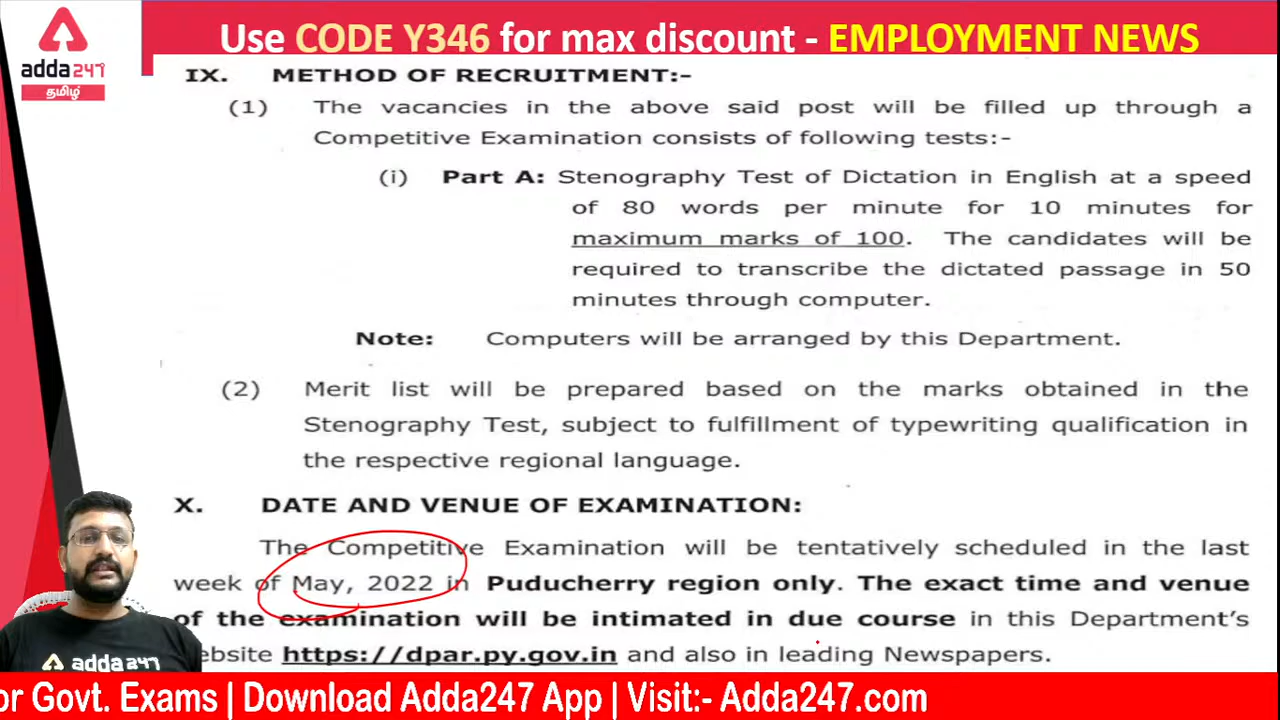 Use CODE Y346 for max discount - EMPLOYMENT NEWS
adda247
தமிழ்
IX. METHOD OF RECRUITMENT:-
(1) The vacancies in the above said post will be filled up through a
Competitive Examination consists of following tests:-
(i) Part A: Stenography Test of Dictation in English at a speed
of 80 words per minute for 10 minutes for
maximum marks of 100. The candidates will be
required to transcribe the dictated passage in 50
minutes through computer.
Note: Computers will be arranged by this Department.
(2) Merit list will be prepared based on the marks obtained in the
Stenography Test, subject to fulfillment of typewriting qualification in
the respective regional language.
X. DATE AND VENUE OF EXAMINATION:
The Competitive Examination will be tentatively scheduled in the last
week of May, 2022 in Puducherry region only. The exact time and venue
of the examination will be intimated in due course in this Department's
ebsite https://dpar.py.gov.in and also in leading Newspapers.
adda247
or Govt. Exams | Download Adda247 App | Visit:- Adda247.com